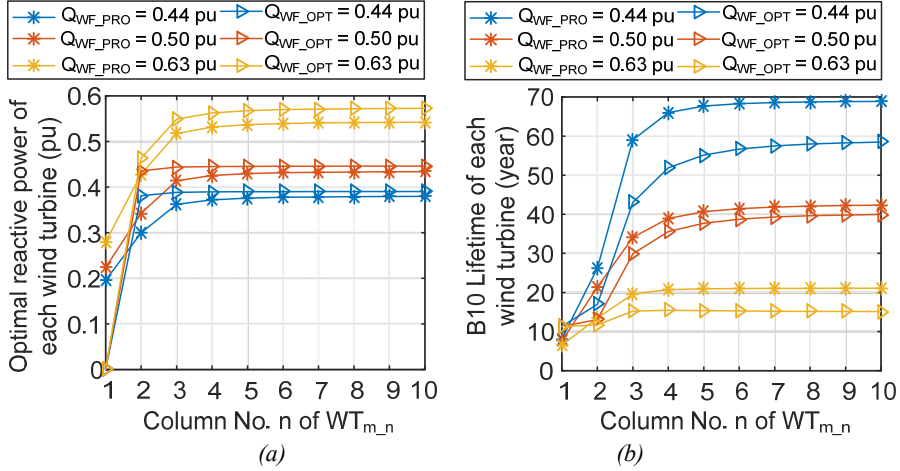 (a)
Q_WF_PRO = 0.44 pu Q_WF_OPT = 0.44 pu
Q_WF_PRO = 0.50 pu Q_WF_OPT = 0.50 pu
Q_WF_PRO = 0.63 pu Q_WF_OPT = 0.63 pu
Optimal reactive power of
each wind turbine (pu)
0.6
0.5
0.4
0.3
0.2
0.1
0
1 2 3 4 5 6 7 8 9 10
Column No. n of WT_m_n
(a)
(b)
Q_WF_PRO = 0.44 pu Q_WF_OPT = 0.44 pu
Q_WF_PRO = 0.50 pu Q_WF_OPT = 0.50 pu
Q_WF_PRO = 0.63 pu Q_WF_OPT = 0.63 pu
B10 Lifetime of each
wind turbine (year)
70
60
50
40
30
20
10
0
1 2 3 4 5 6 7 8 9 10
Column No. n of WT_m_n
(b)